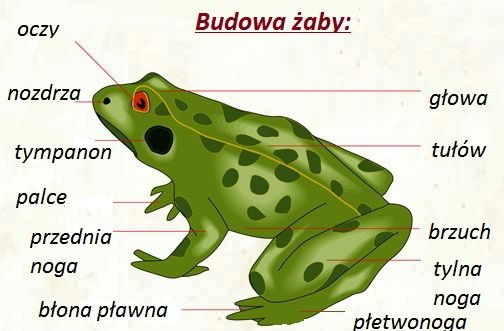 Budowa żaby:
oczy
nozdrza
tympanon
palce
przednia
noga
błona pławna
głowa
tułów
brzuch
tylna
noga
płetwonoga